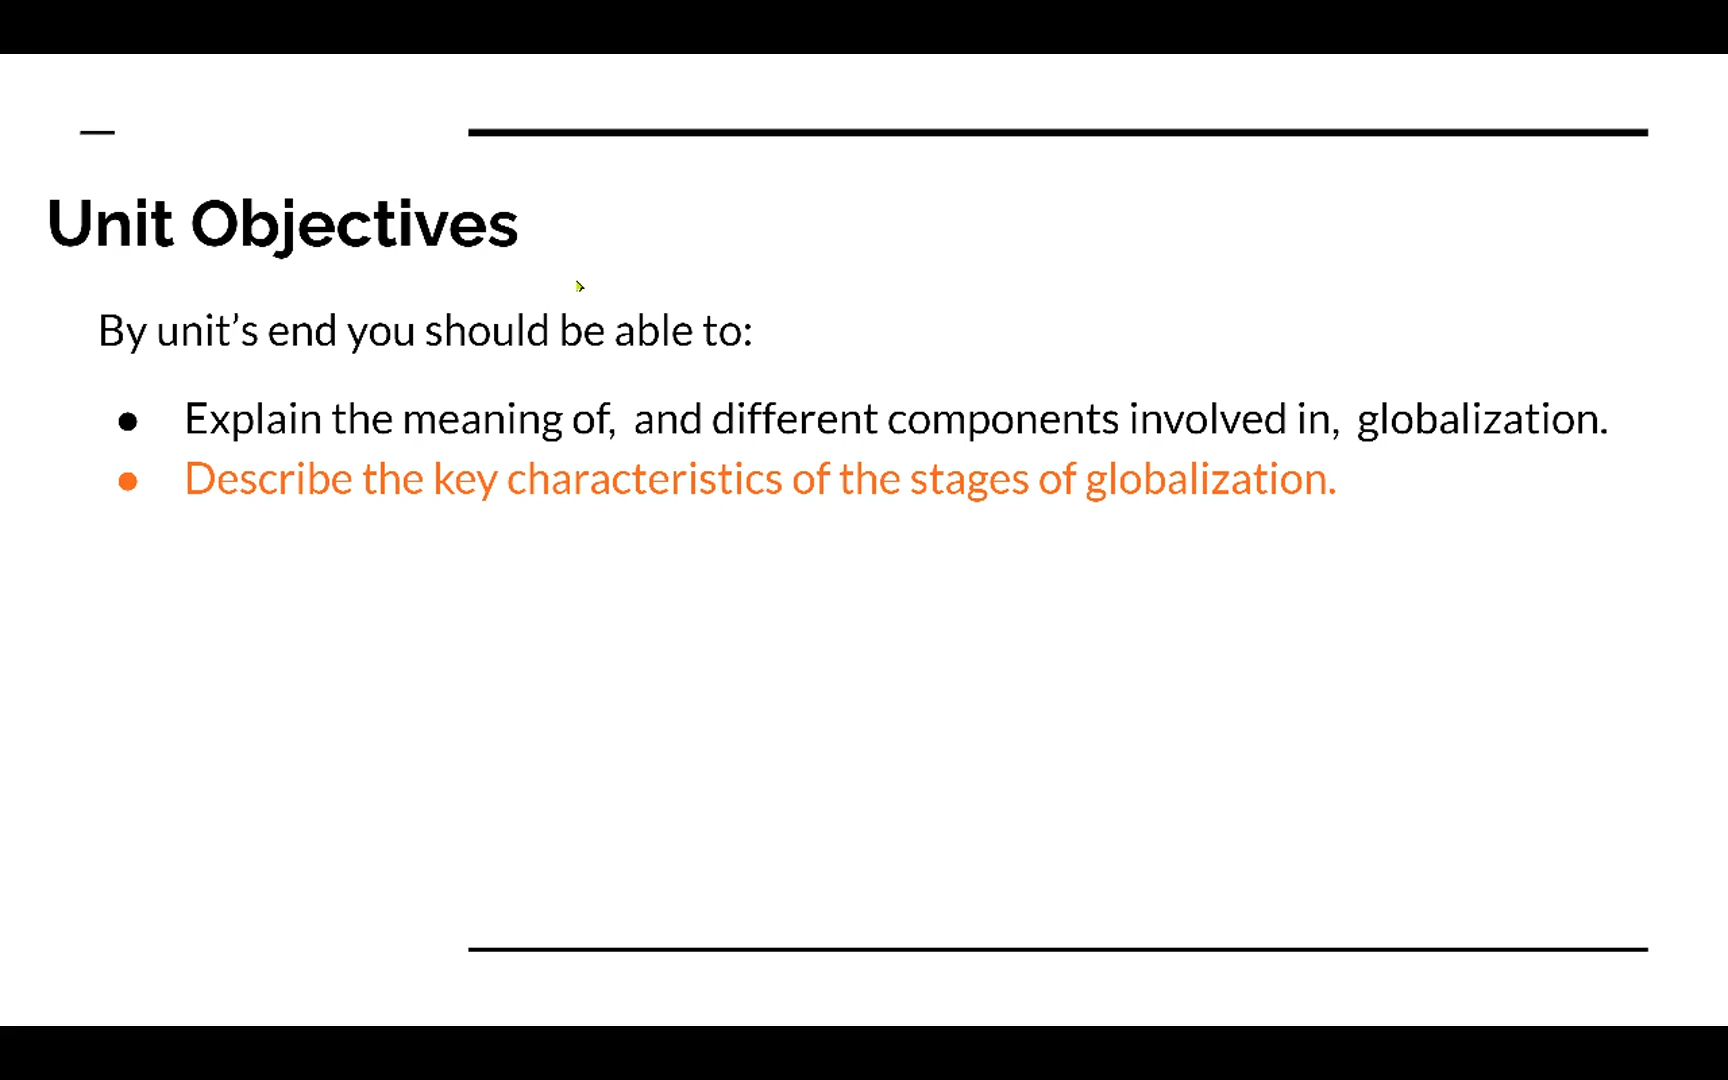 Unit Objectives
By unit’s end you should be able to:
● Explain the meaning of,  and different components involved in,  globalization.
● Describe the key characteristics of the stages of globalization.